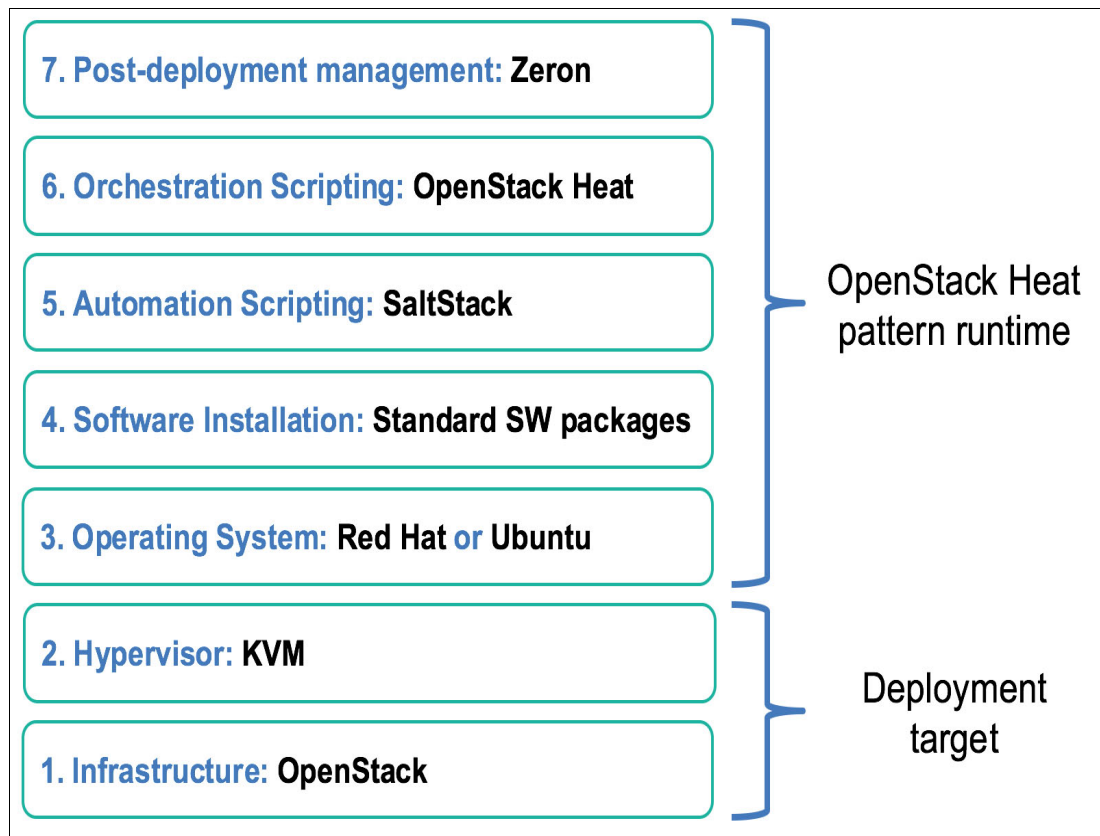 7. Post-deployment management: Zeron
6. Orchestration Scripting: OpenStack Heat
5. Automation Scripting: SaltStack
4. Software Installation: Standard SW packages
3. Operating System: Red Hat or Ubuntu
2. Hypervisor: KVM
1. Infrastructure: OpenStack
OpenStack Heat
pattern runtime
Deployment
target